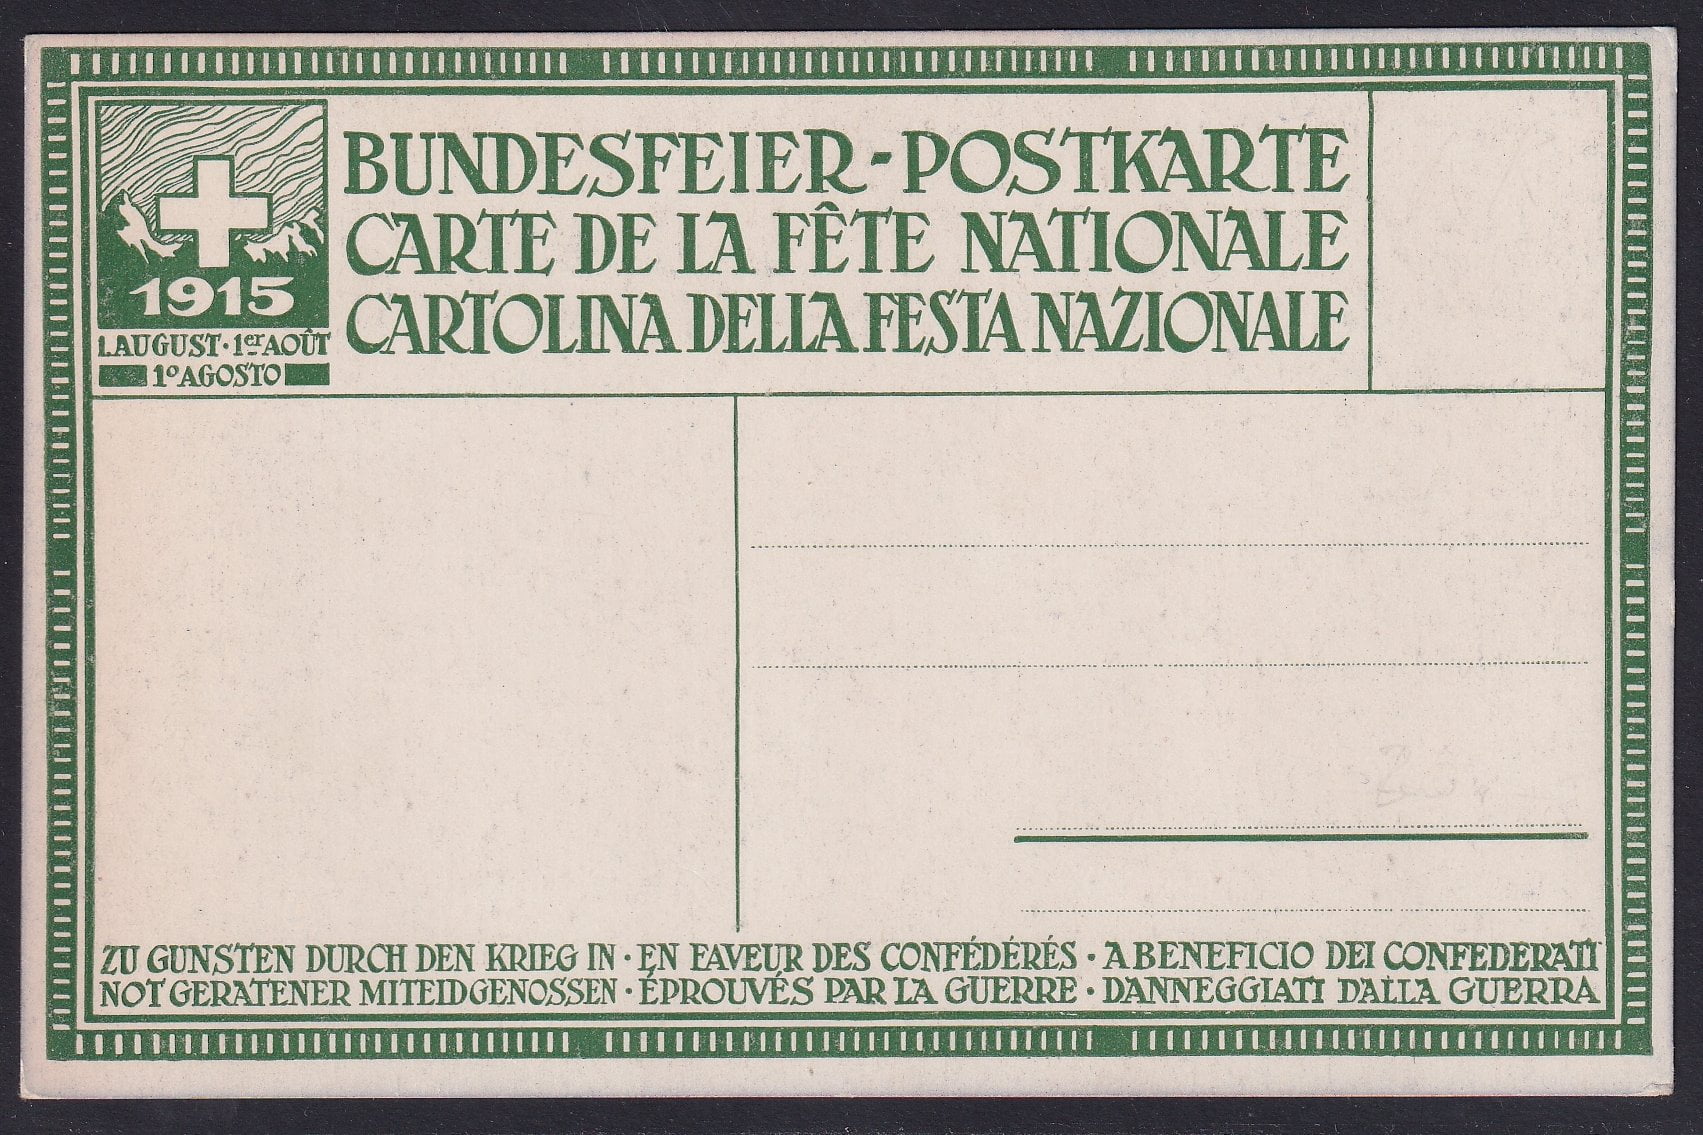 BUNDESFEIER-POSTKARTE
CARTE DE LA FÊTE NATIONALE
CARTOLINA DELLA FESTA NAZIONALE
1915
1.AUGUST·1er AOÛT
1º AGOSTO
ZU GUNSTEN DURCH DEN KRIEG IN · EN FAVEUR DES CONFÉDÉRÉS · A BENEFICIO DEI CONFEDERATI
NOT GERATENER MITEIDGENOSSEN · ÉPROUVÉS PAR LA GUERRE · DANNEGGIATI DALLA GUERRA